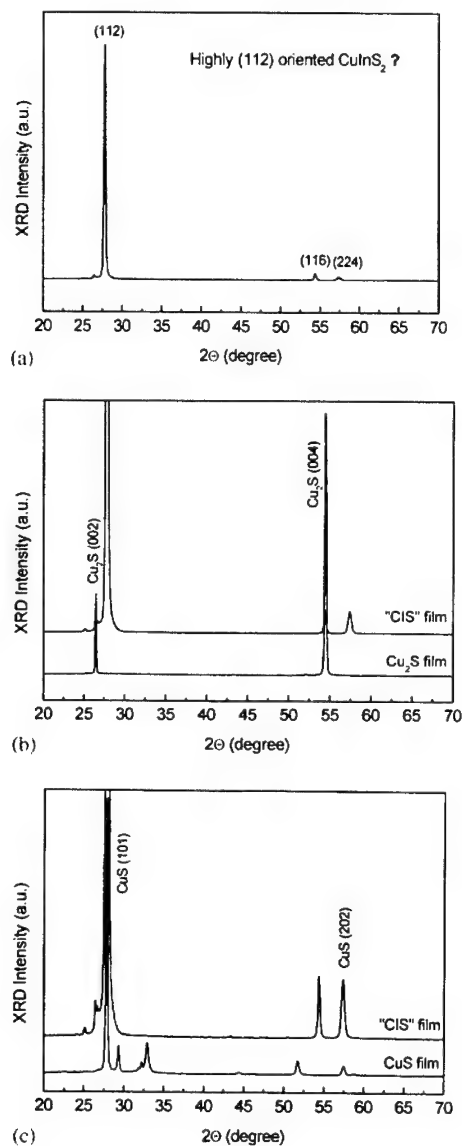 (112)
Highly (112) oriented CuInS₂ ?
XRD Intensity (a.u.)
(116) (224)
20 25 30 35 40 45 50 55 60 65 70
(a)
2Θ (degree)
Cu₂S (002)
Cu₂S (004)
XRD Intensity (a.u.)
"CIS" film
Cu₂S film
20 25 30 35 40 45 50 55 60 65 70
(b)
2Θ (degree)
CuS (101)
CuS (202)
XRD Intensity (a.u.)
"CIS" film
CuS film
20 25 30 35 40 45 50 55 60 65 70
(c)
2Θ (degree)